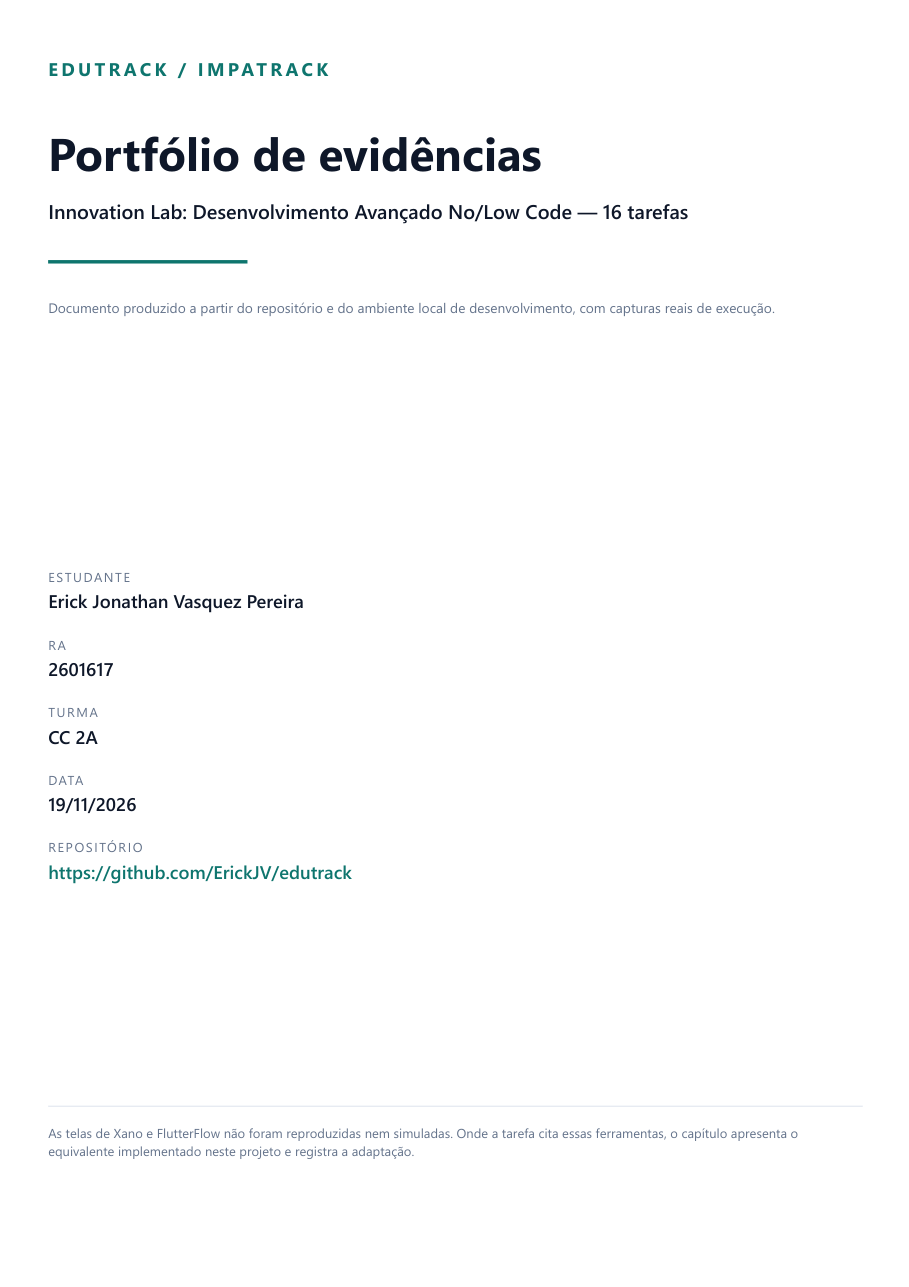 EDUTRACK / IMPATRACK
Portfólio de evidências
Innovation Lab: Desenvolvimento Avançado No/Low Code — 16 tarefas
Documento produzido a partir do repositório e do ambiente local de desenvolvimento, com capturas reais de execução.
ESTUDANTE
Erick Jonathan Vasquez Pereira
RA
2601617
TURMA
CC 2A
DATA
19/11/2026
REPOSITÓRIO
https://github.com/ErickJV/edutrack
As telas de Xano e FlutterFlow não foram reproduzidas nem simuladas. Onde a tarefa cita essas ferramentas, o capítulo apresenta o
equivalente implementado neste projeto e registra a adaptação.